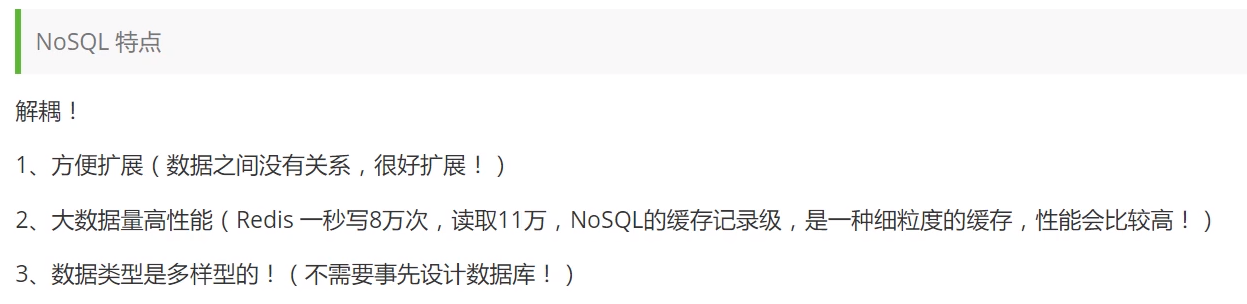 NoSQL 特点
解耦！
1、方便扩展（数据之间没有关系，很好扩展！）
2、大数据量高性能（Redis 一秒写8万次，读取11万，NoSQL的缓存记录级，是一种细粒度的缓存，性能会比较高！）
3、数据类型是多样型的！（不需要事先设计数据库！）